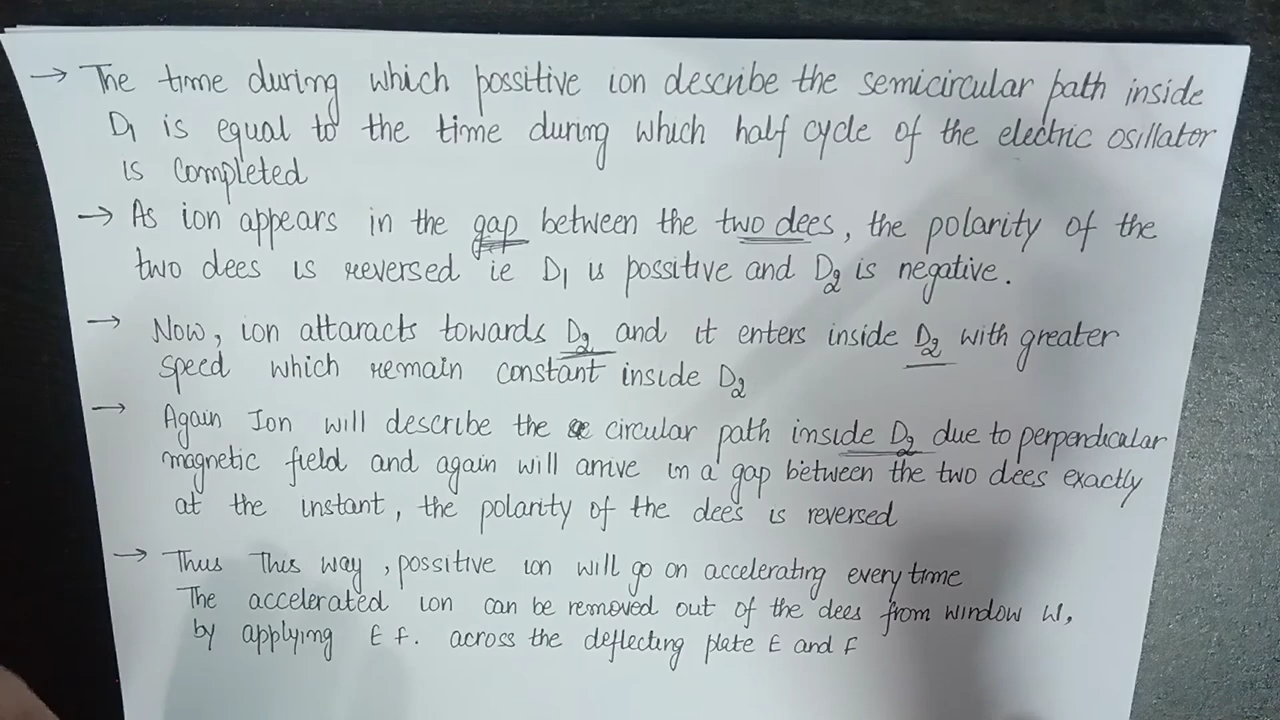 → The time during which possitive ion describe the semicircular path inside
D1 is equal to the time during which half cycle of the electric osillator
is completed
→ As ion appears in the gap between the two dees, the polarity of the
two dees is reversed ie D1 is possitive and D2 is negative.
→ Now, ion attaracts towards D2 and it enters inside D2 with greater
speed which remain constant inside D2
→ Again Ion will describe the circular path inside D2 due to perpendicular
magnetic field and again will arrive in a gap between the two dees exactly
at the instant, the polarity of the dees is reversed
→ Thus This way, possitive ion will go on accelerating every time
The accelerated ion can be removed out of the dees from window W,
by applying E f. across the deflecting plate E and F